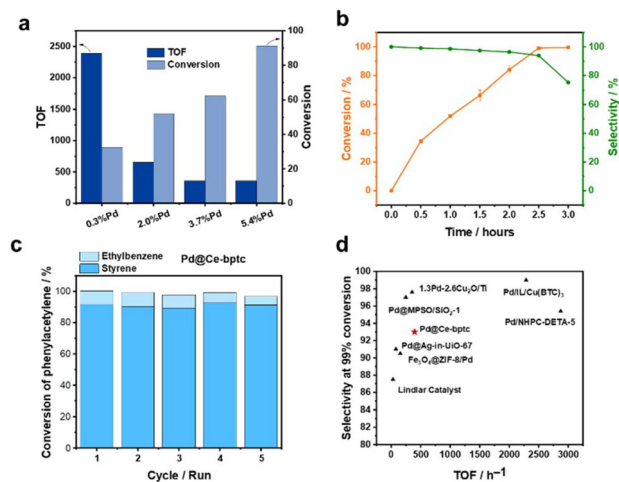 a
TOF
Conversion
TOF
2500
2000
1500
1000
500
0
Conversion
100
80
60
40
20
0
0.3%Pd 2.0%Pd 3.7%Pd 5.4%Pd
b
Conversion / %
100
80
60
40
20
0
Selectivity / %
100
80
60
40
20
0
0.0 0.5 1.0 1.5 2.0 2.5 3.0
Time / hours
c
Ethylbenzene
Styrene
Pd@Ce-bptc
Conversion of phenylacetylene / %
100
80
60
40
20
0
1 2 3 4 5
Cycle / Run
d
Selectivity at 99% conversion
100
98
96
94
92
90
88
86
84
82
80
1.3Pd-2.6Cu₂O/Ti
Pd/IL/Cu(BTC)₃
Pd@MPSO/SiO₂-1
Pd/NHPC-DETA-5
Pd@Ce-bptc
Pd@Ag-in-UiO-67
Fe₃O₄@ZIF-8/Pd
Lindlar Catalyst
0 500 1000 1500 2000 2500 3000
TOF / h⁻¹